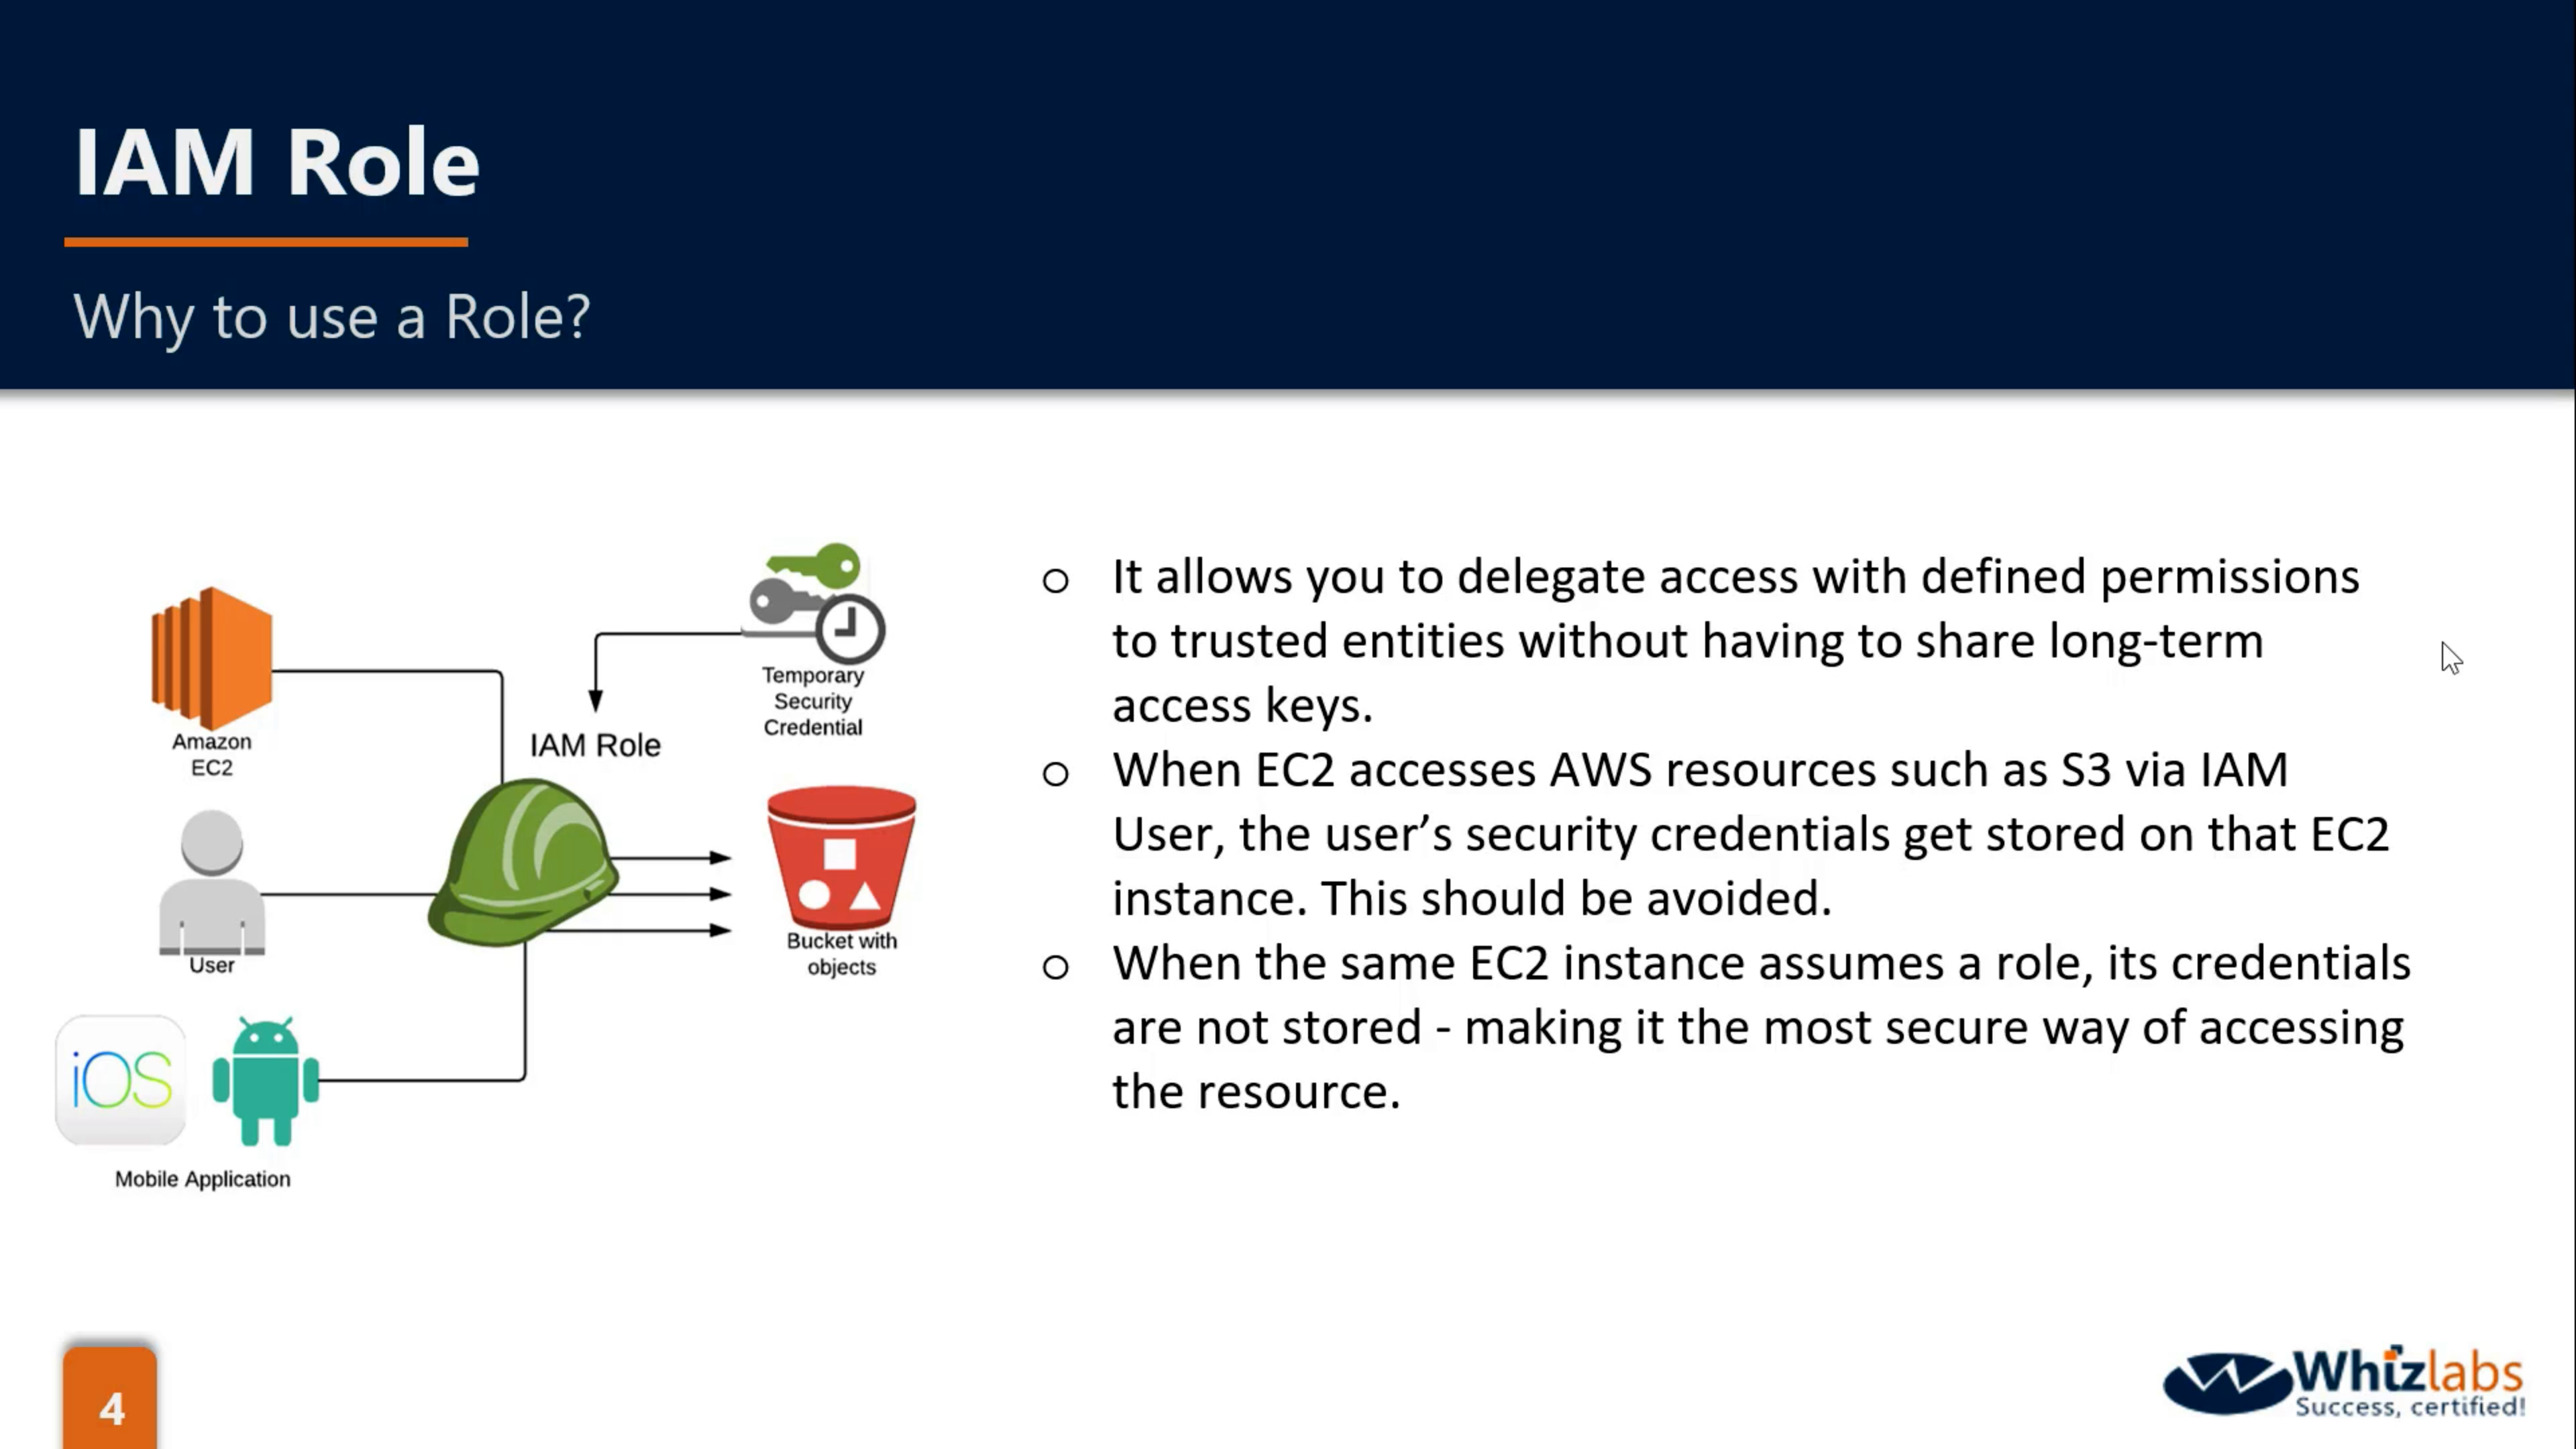 IAM Role
Why to use a Role?
Amazon
EC2
User
iOS
Mobile Application
IAM Role
Temporary
Security
Credential
Bucket with
objects
○ It allows you to delegate access with defined permissions
to trusted entities without having to share long-term
access keys.
○ When EC2 accesses AWS resources such as S3 via IAM
User, the user’s security credentials get stored on that EC2
instance. This should be avoided.
○ When the same EC2 instance assumes a role, its credentials
are not stored - making it the most secure way of accessing
the resource.
4
Whizlabs
Success, certified!